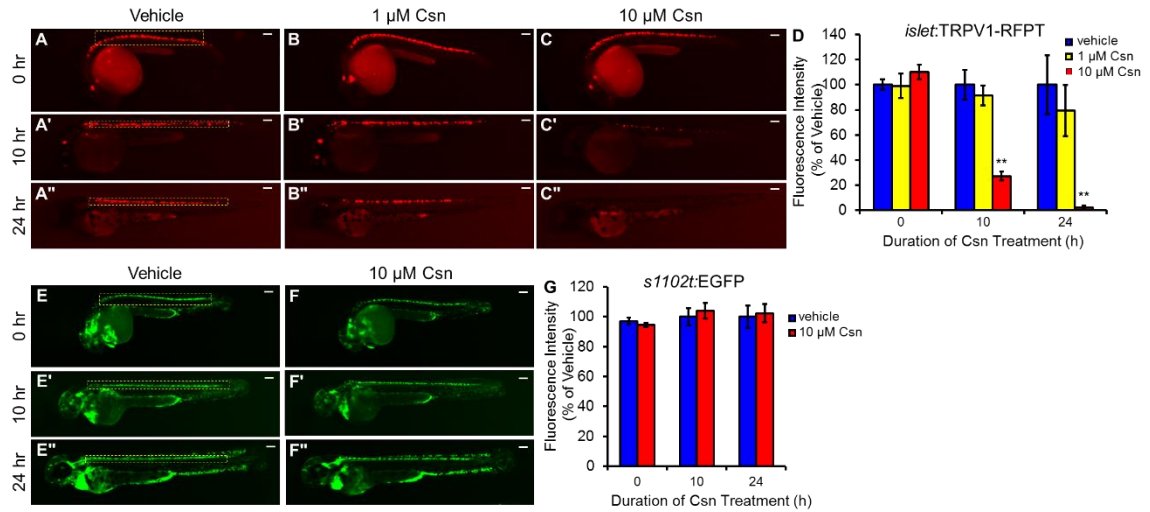 Vehicle
1 µM Csn
10 µM Csn
0 hr
A
B
C
10 hr
A'
B'
C'
24 hr
A"
B"
C"
D
islet:TRPV1-RFPT
vehicle
1 µM Csn
10 µM Csn
Fluorescence Intensity
(% of Vehicle)
140
120
100
80
60
40
20
0
**
**
0
10
24
Duration of Csn Treatment (h)
Vehicle
10 µM Csn
0 hr
E
F
10 hr
E'
F'
24 hr
E"
F"
G
s1102t:EGFP
vehicle
10 µM Csn
Fluorescence Intensity
(% of Vehicle)
120
100
80
60
40
20
0
0
10
24
Duration of Csn Treatment (h)